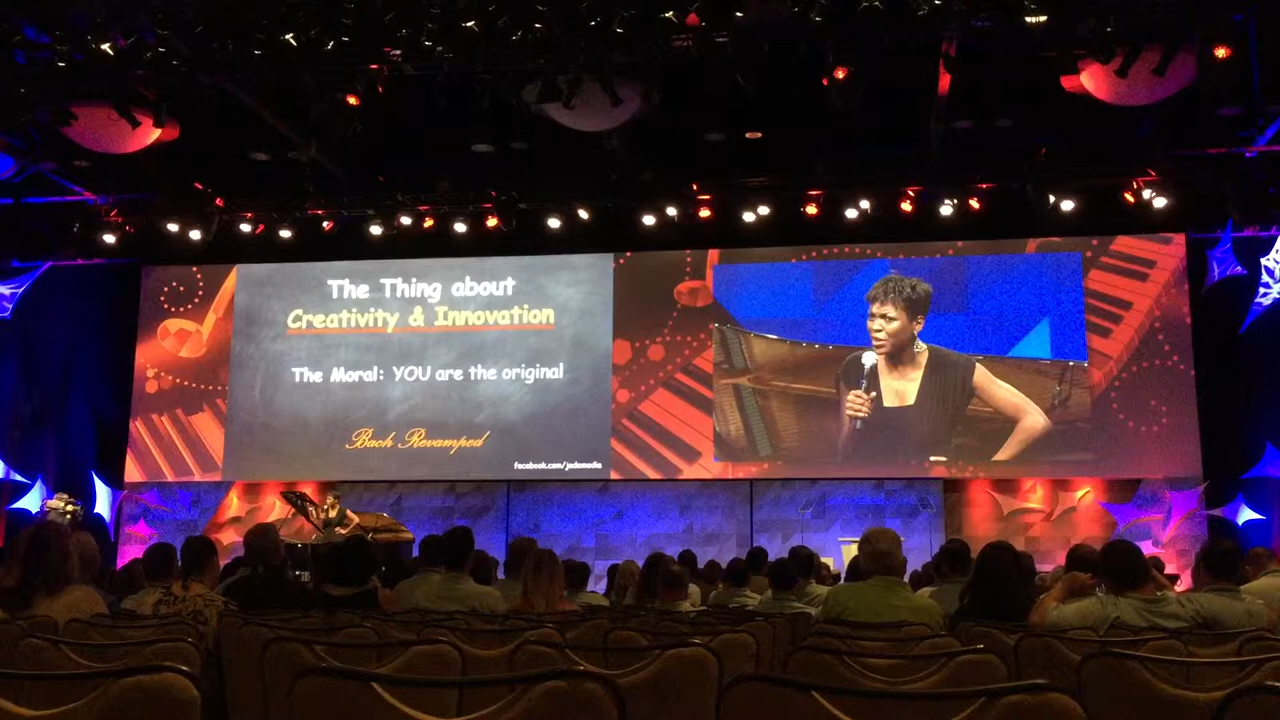 The Thing about
Creativity & Innovation
The Moral: YOU are the original
Bach Revamped
facebook.com/jademedia